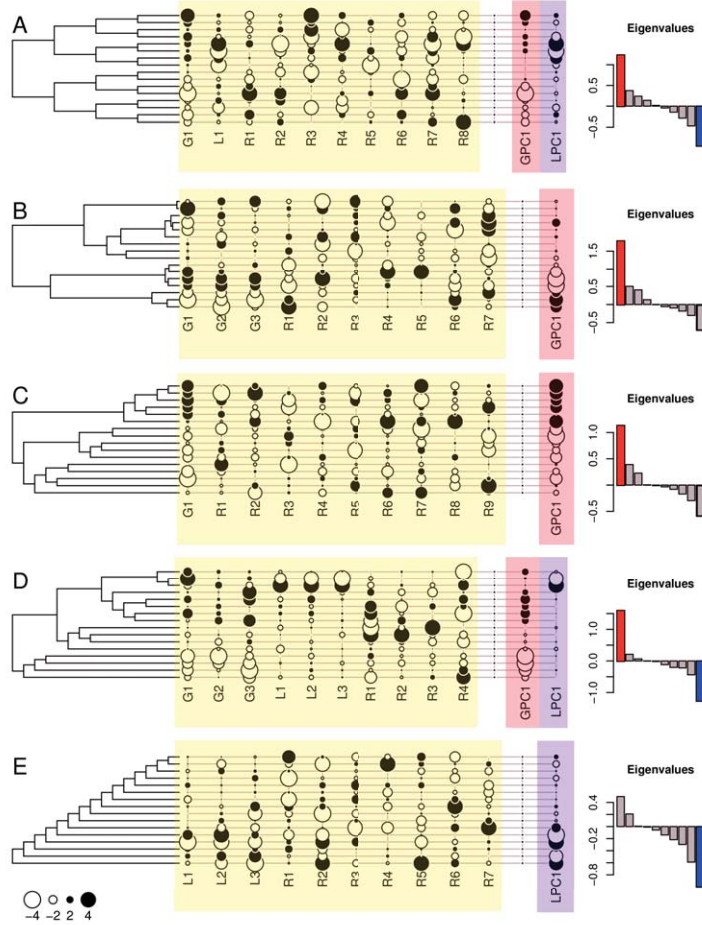 A
Eigenvalues
0.5
-0.5
G1 L1 R1 R2 R3 R4 R5 R6 R7 R8 GPC1 LPC1
B
Eigenvalues
1.5
0.5
-0.5
G1 G2 G3 R1 R2 R3 R4 R5 R6 R7 GPC1
C
Eigenvalues
1.0
0.5
-0.5
G1 R1 R2 R3 R4 R5 R6 R7 R8 R9 GPC1
D
Eigenvalues
1.0
0.0
-1.0
G1 G2 G3 L1 L2 L3 R1 R2 R3 R4 GPC1 LPC1
E
Eigenvalues
0.4
-0.2
-0.8
L1 L2 L3 R1 R2 R3 R4 R5 R6 R7 LPC1
-4 -2 2 4